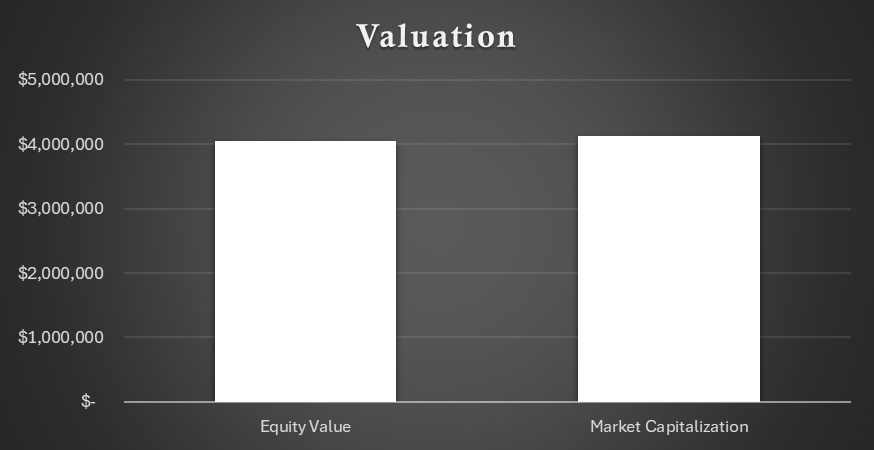 Valuation
$5,000,000
$4,000,000
$3,000,000
$2,000,000
$1,000,000
$-
Equity Value
Market Capitalization